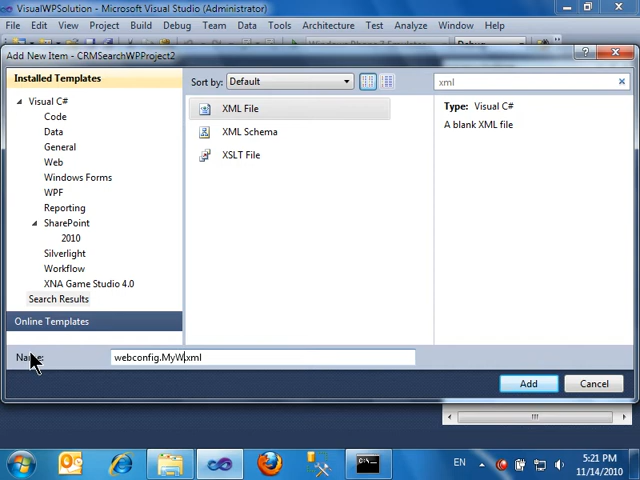 VisualWPSolution - Microsoft Visual Studio (Administrator)
File Edit View Project Build Debug Team Data Tools Architecture Test Analyze Window Help
Add New Item - CRMSearchWPProject2
Installed Templates
Sort by: Default
xml
Visual C#
Code
Data
General
Web
Windows Forms
WPF
Reporting
SharePoint
2010
Silverlight
Workflow
XNA Game Studio 4.0
Search Results
Online Templates
XML File
XML Schema
XSLT File
Type: Visual C#
A blank XML file
Name: webconfig.MyW.xml
Add Cancel
EN
5:21 PM
11/14/2010